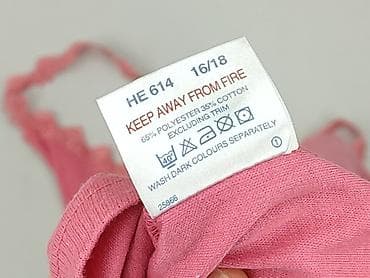 HE 614 16/18
KEEP AWAY FROM FIRE
65% POLYESTER 35% COTTON
EXCLUDING TRIM
40°
WASH DARK COLOURS SEPARATELY
25966